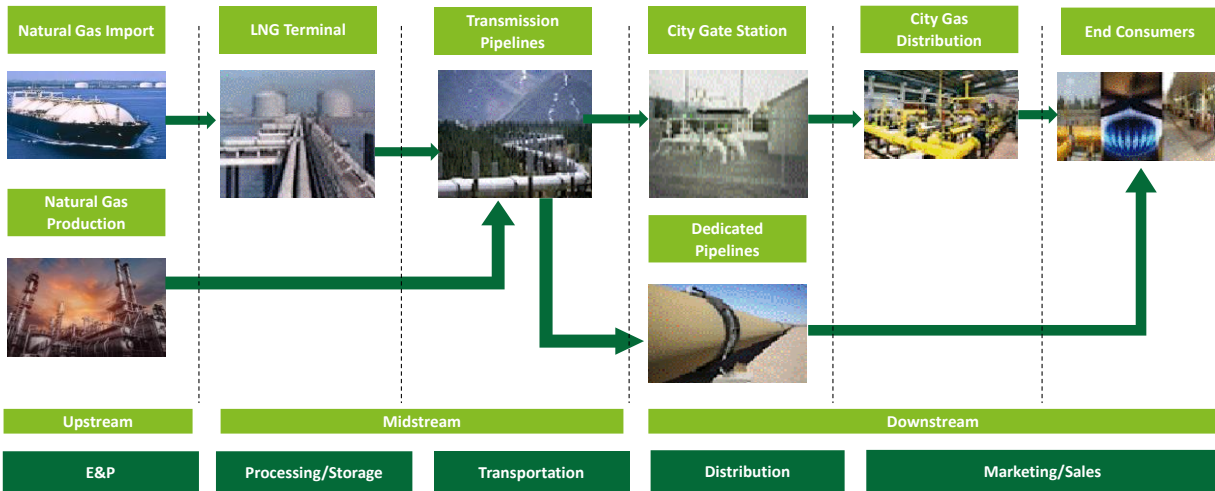 Natural Gas Import
LNG Terminal
Transmission
Pipelines
City Gate Station
City Gas
Distribution
End Consumers
Natural Gas
Production
Dedicated
Pipelines
Upstream
Midstream
Downstream
E&P
Processing/Storage
Transportation
Distribution
Marketing/Sales